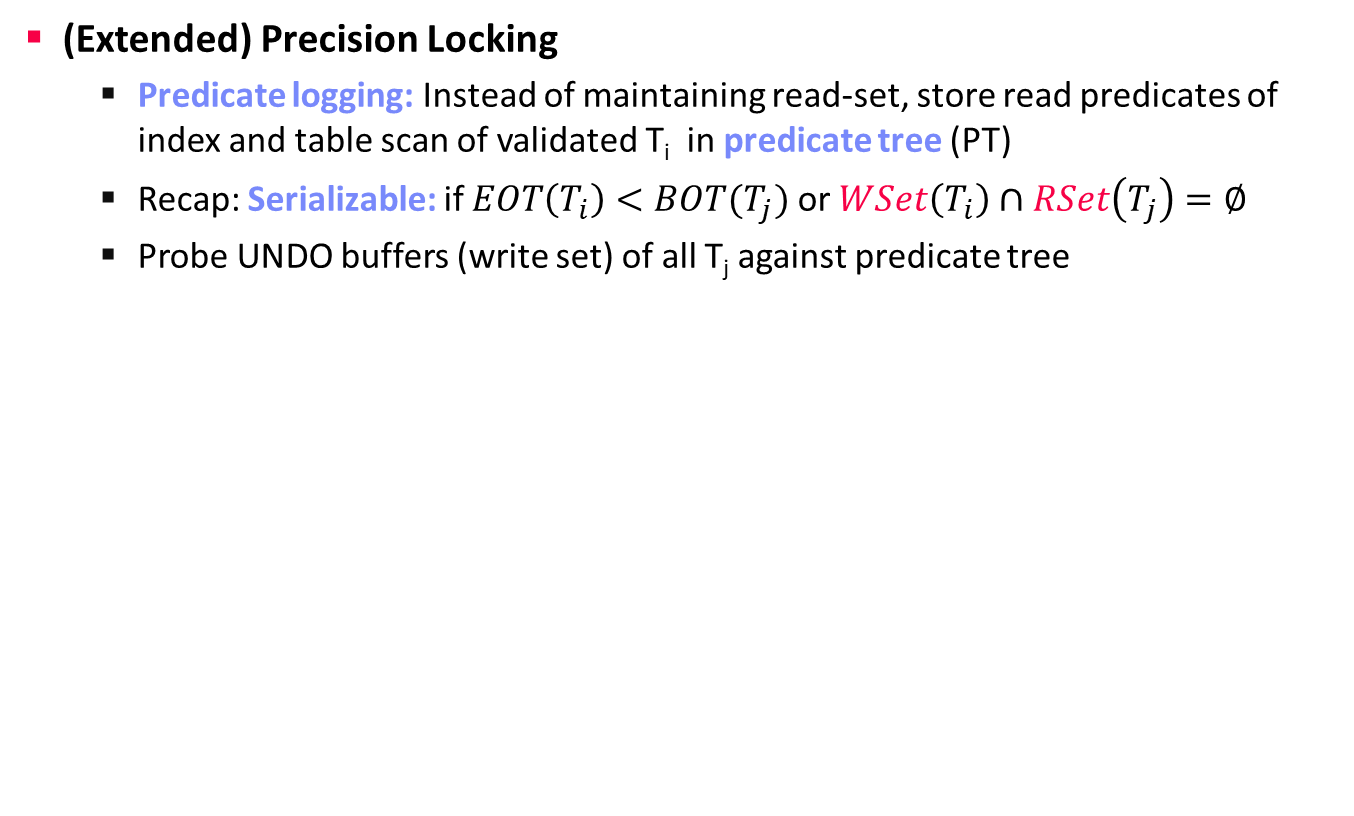 ▪ (Extended) Precision Locking
▪ Predicate logging: Instead of maintaining read-set, store read predicates of
index and table scan of validated Tᵢ in predicate tree (PT)
▪ Recap: Serializable: if 𝐸𝑂𝑇(𝑇ᵢ) < 𝐵𝑂𝑇(𝑇ⱼ) or 𝑊𝑆𝑒𝑡(𝑇ᵢ) ∩ 𝑅𝑆𝑒𝑡(𝑇ⱼ) = ∅
▪ Probe UNDO buffers (write set) of all Tⱼ against predicate tree